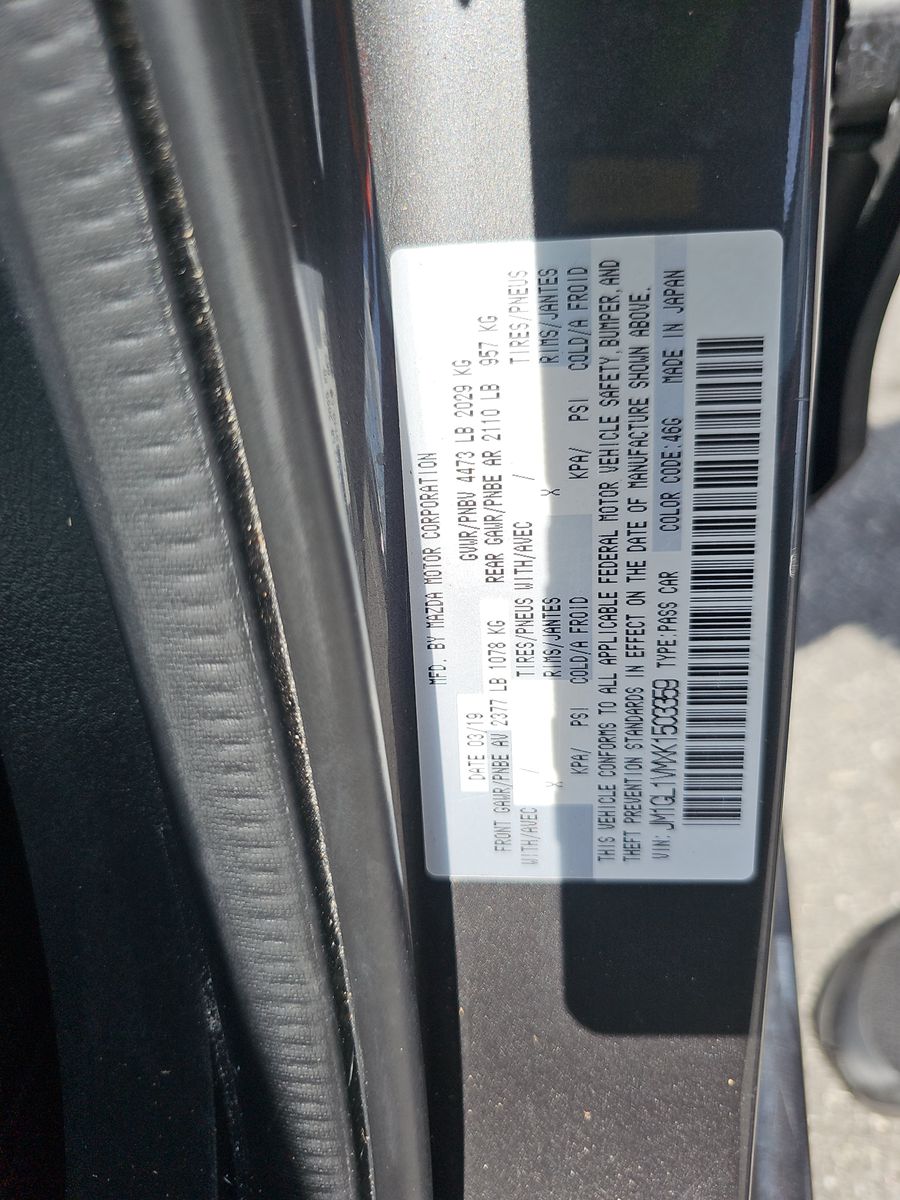 MFD. BY MAZDA MOTOR CORPORATION
DATE 03/19 GVWR/PNBV 4473 LB 2029 KG
FRONT GAWR/PNBE AV 2377 LB 1078 KG REAR GAWR/PNBE AR 2110 LB 957 KG
WITH/AVEC / TIRES/PNEUS WITH/AVEC / TIRES/PNEUS
X RIMS/JANTES X RIMS/JANTES
KPA/ PSI COLD/A FROID KPA/ PSI COLD/A FROID
THIS VEHICLE CONFORMS TO ALL APPLICABLE FEDERAL MOTOR VEHICLE SAFETY, BUMPER, AND
THEFT PREVENTION STANDARDS IN EFFECT ON THE DATE OF MANUFACTURE SHOWN ABOVE.
VIN: TYPE:PASS CAR COLOR CODE:46G MADE IN JAPAN